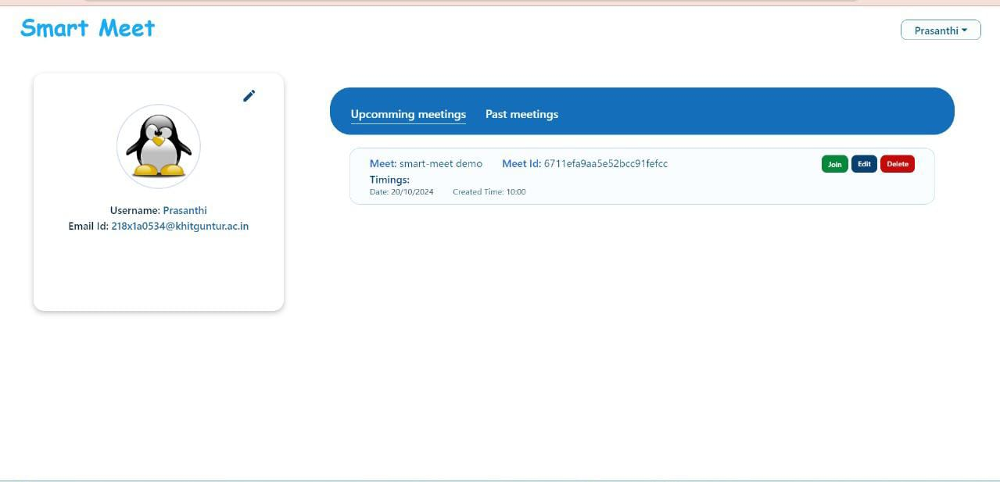 Smart Meet
Prasanthi
Upcomming meetings Past meetings
Meet: smart-meet demo Meet Id: 6711efa9aa5e52bcc91fefcc
Join Edit Delete
Timings:
Date: 20/10/2024 Created Time: 10:00
Username: Prasanthi
Email Id: 218x1a0534@khitguntur.ac.in